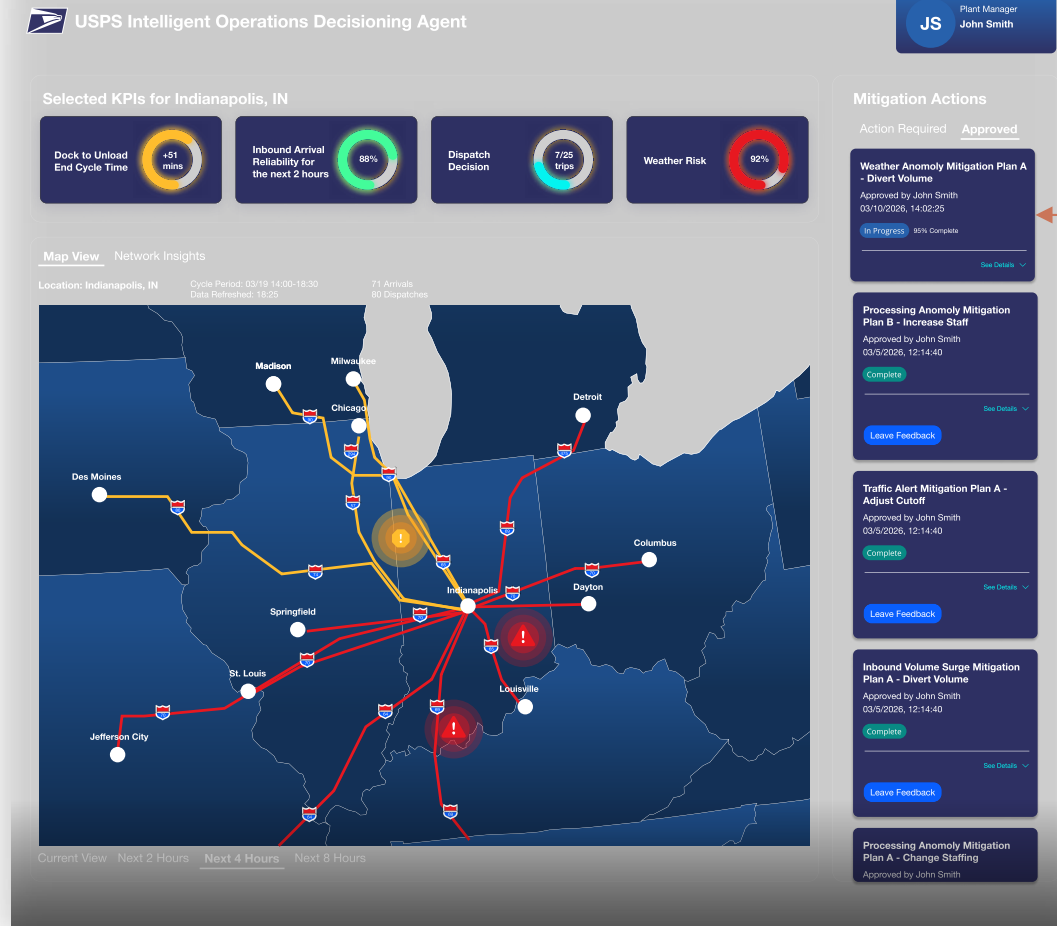 USPS Intelligent Operations Decisioning Agent
JS
Plant Manager
John Smith
Selected KPIs for Indianapolis, IN
Dock to Unload
End Cycle Time
+51
mins
Inbound Arrival
Reliability for
the next 2 hours
88%
Dispatch
Decision
7/25
trips
Weather Risk
92%
Map View
Network Insights
Location: Indianapolis, IN
Cycle Period: 03/19 14:00-18:30
Data Refreshed: 18:25
71 Arrivals
80 Dispatches
Madison
Milwaukee
Chicago
Detroit
Des Moines
Columbus
Indianapolis
Dayton
Springfield
St. Louis
Louisville
Jefferson City
Current View
Next 2 Hours
Next 4 Hours
Next 8 Hours
Mitigation Actions
Action Required
Approved
Weather Anomoly Mitigation Plan A
- Divert Volume
Approved by John Smith
03/10/2026, 14:02:25
In Progress
95% Complete
See Details
Processing Anomoly Mitigation
Plan B - Increase Staff
Approved by John Smith
03/5/2026, 12:14:40
Complete
See Details
Leave Feedback
Traffic Alert Mitigation Plan A -
Adjust Cutoff
Approved by John Smith
03/5/2026, 12:14:40
Complete
See Details
Leave Feedback
Inbound Volume Surge Mitigation
Plan A - Divert Volume
Approved by John Smith
03/5/2026, 12:14:40
Complete
See Details
Leave Feedback
Processing Anomoly Mitigation
Plan A - Change Staffing
Approved by John Smith